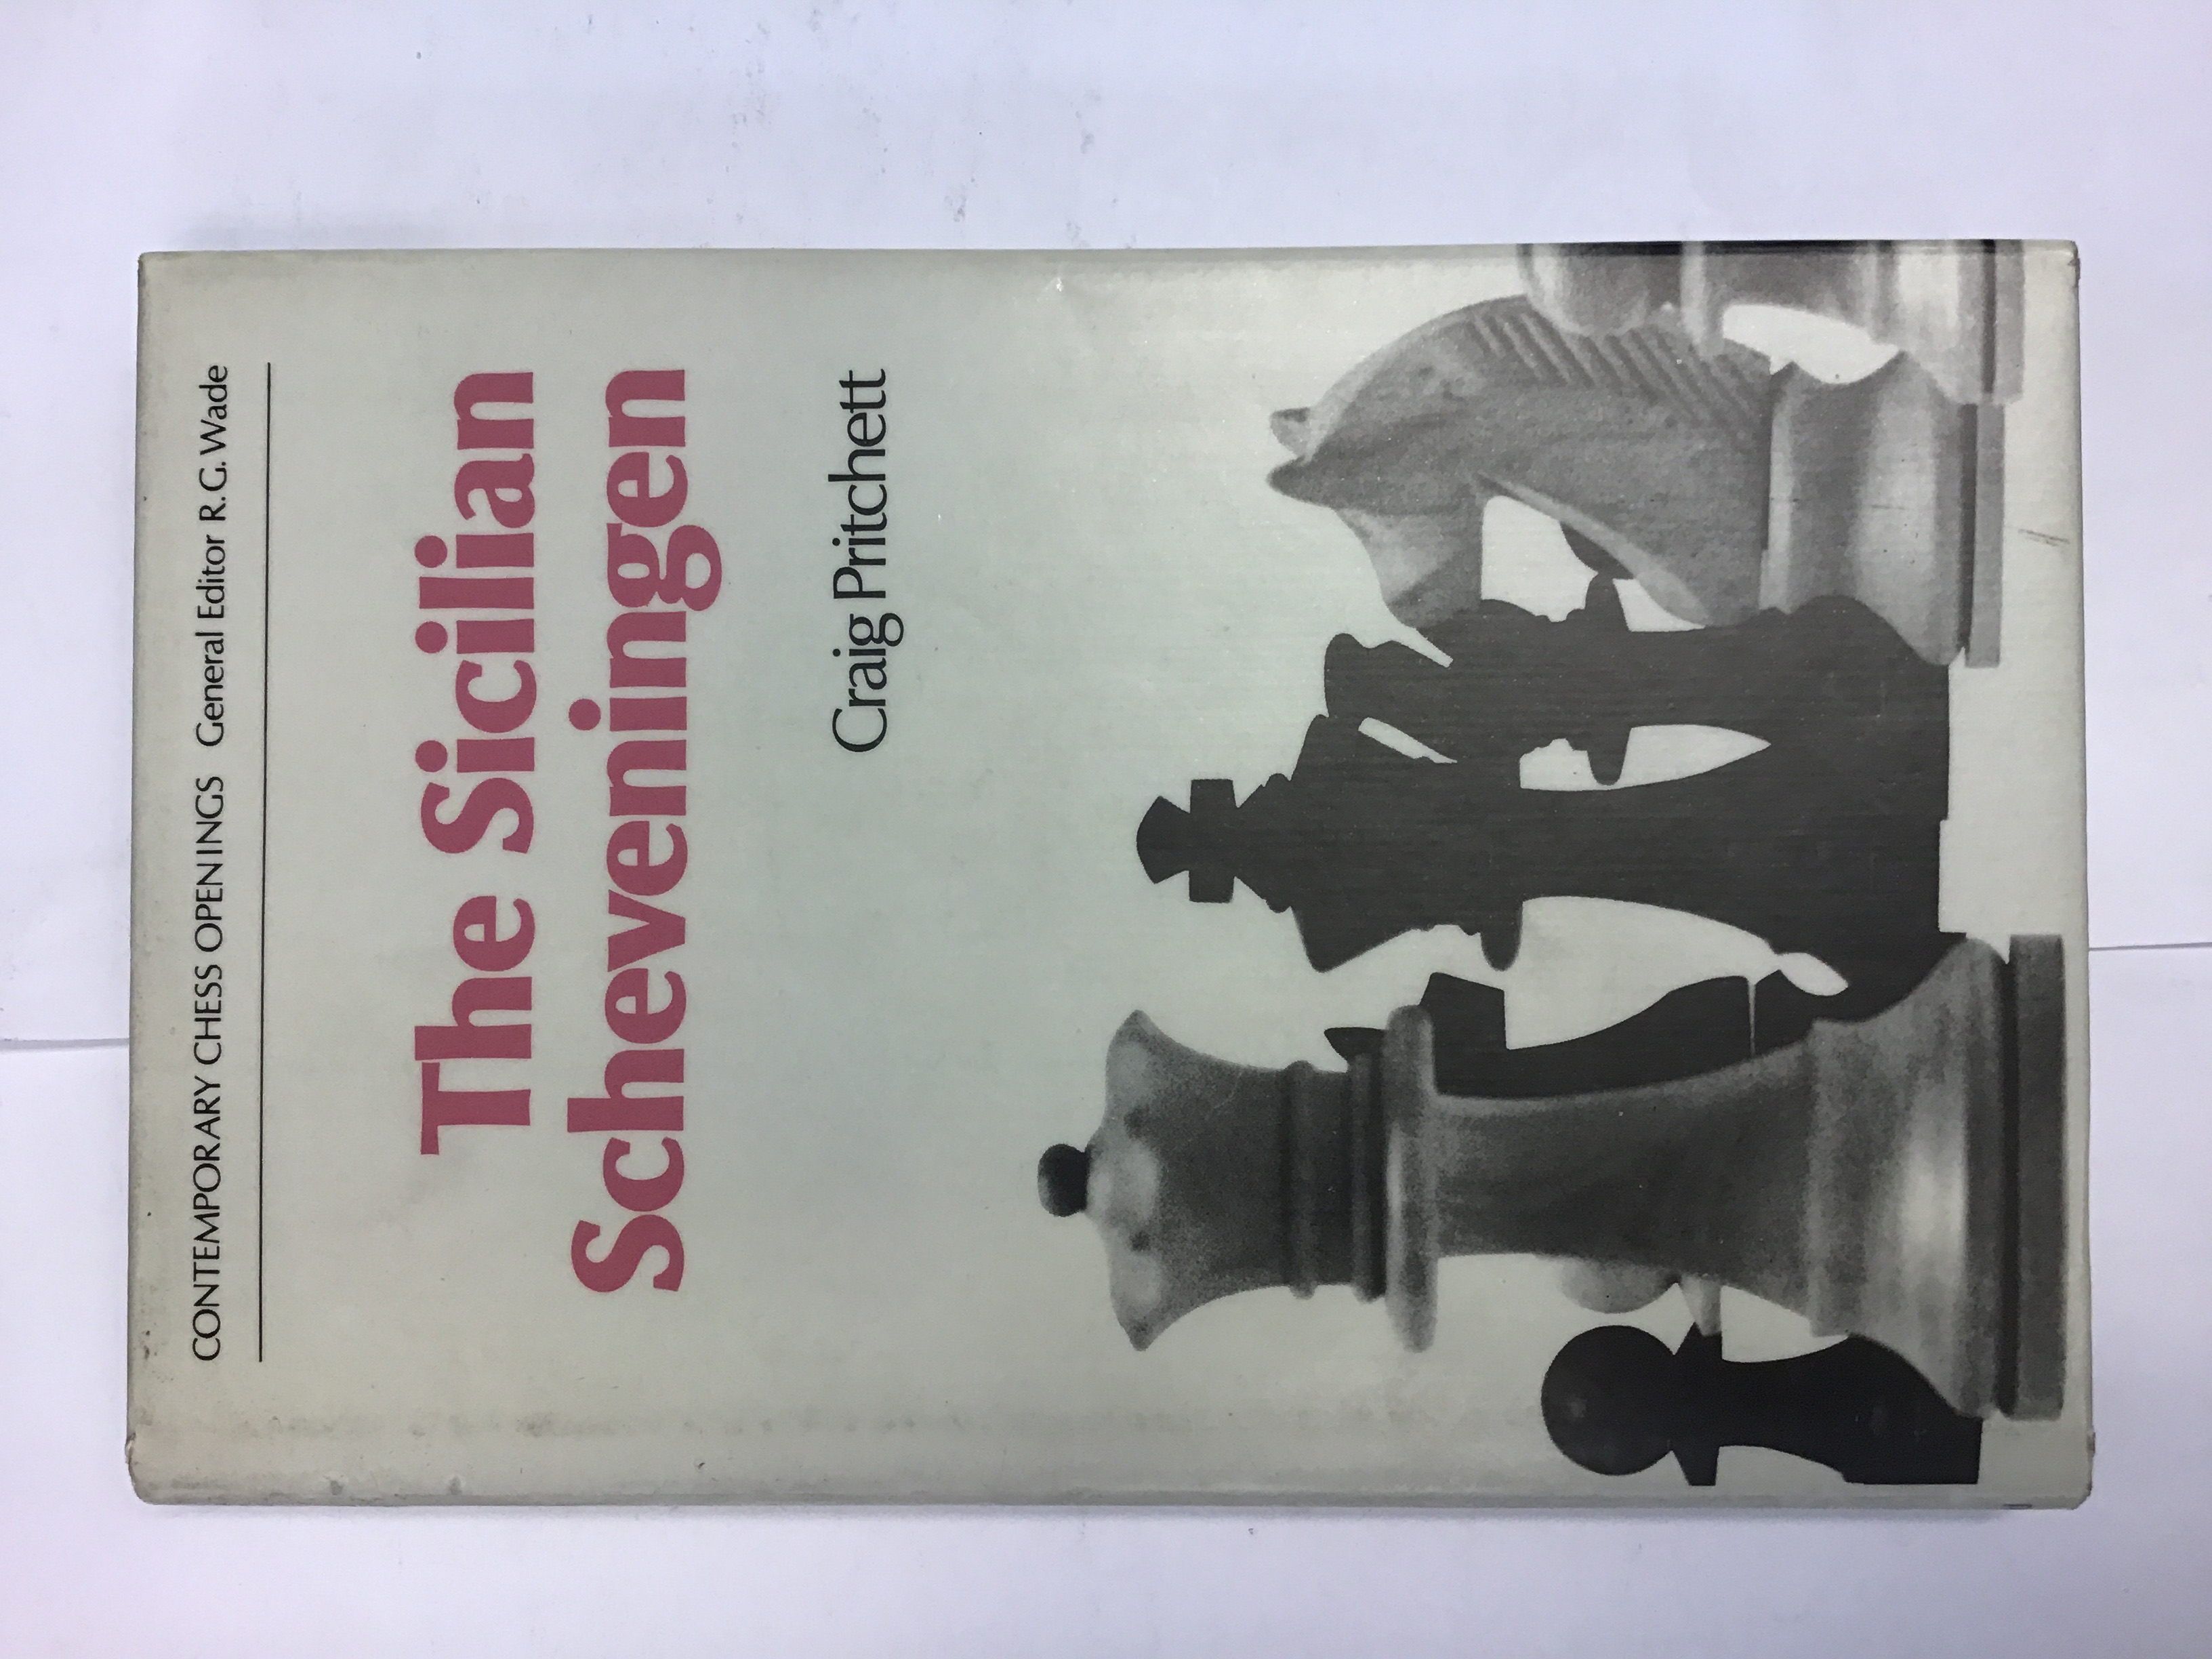 CONTEMPORARY CHESS OPENINGS General Editor R.G. Wade
The Sicilian
Scheveningen
Craig Pritchett